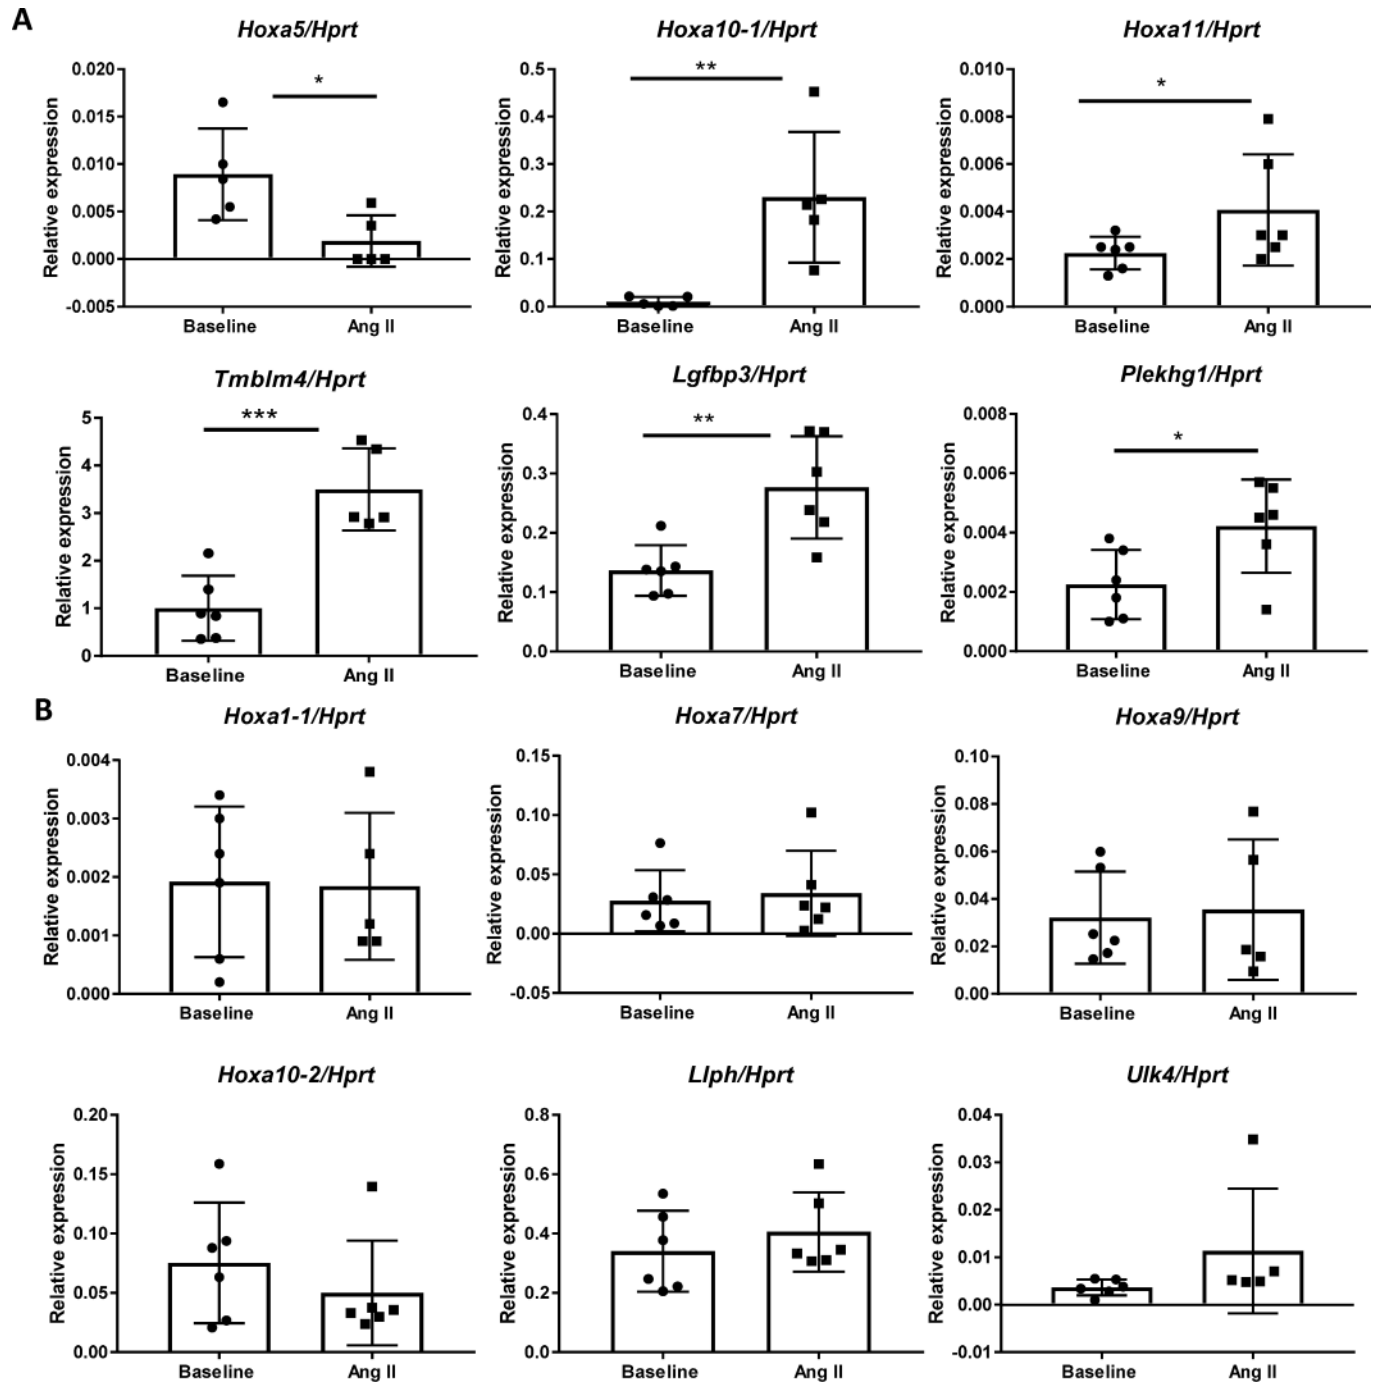 A
Hoxa5/Hprt
Relative expression
0.020
0.015
0.010
0.005
0.000
-0.005
*
Baseline Ang II
Hoxa10-1/Hprt
Relative expression
0.5
0.4
0.3
0.2
0.1
0.0
**
Baseline Ang II
Hoxa11/Hprt
Relative expression
0.010
0.008
0.006
0.004
0.002
0.000
*
Baseline Ang II
Tmblm4/Hprt
Relative expression
5
4
3
2
1
0
***
Baseline Ang II
Lgfbp3/Hprt
Relative expression
0.4
0.3
0.2
0.1
0.0
**
Baseline Ang II
Plekhg1/Hprt
Relative expression
0.008
0.006
0.004
0.002
0.000
*
Baseline Ang II
B
Hoxa1-1/Hprt
Relative expression
0.004
0.003
0.002
0.001
0.000
Baseline Ang II
Hoxa7/Hprt
Relative expression
0.15
0.10
0.05
0.00
-0.05
Baseline Ang II
Hoxa9/Hprt
Relative expression
0.10
0.08
0.06
0.04
0.02
0.00
Baseline Ang II
Hoxa10-2/Hprt
Relative expression
0.20
0.15
0.10
0.05
0.00
Baseline Ang II
Llph/Hprt
Relative expression
0.8
0.6
0.4
0.2
0.0
Baseline Ang II
Ulk4/Hprt
Relative expression
0.04
0.03
0.02
0.01
0.00
-0.01
Baseline Ang II